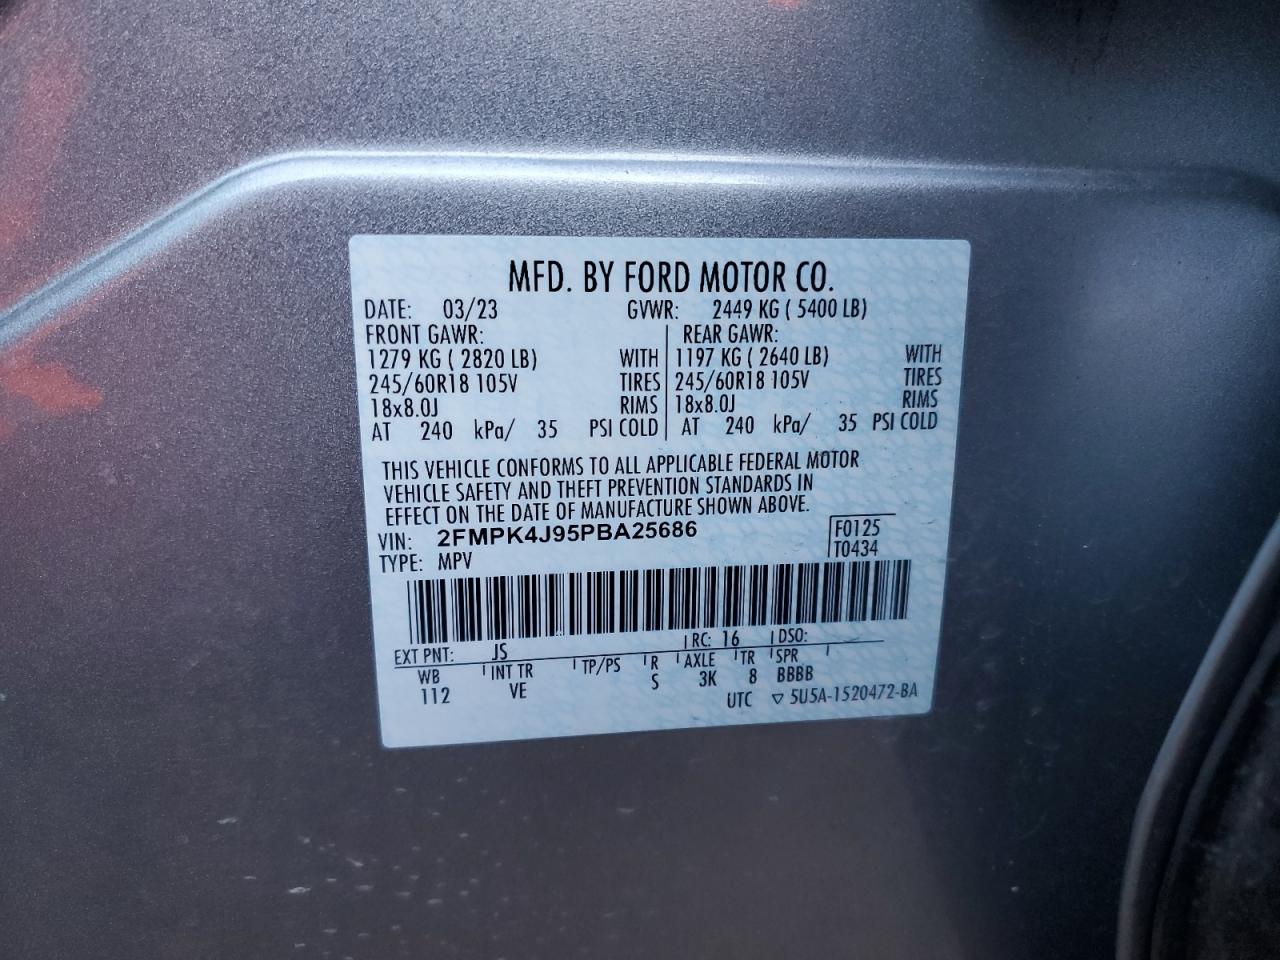 MFD. BY FORD MOTOR CO.
DATE: 03/23 GVWR: 2449 KG ( 5400 LB)
FRONT GAWR: REAR GAWR:
1279 KG ( 2820 LB) WITH 1197 KG ( 2640 LB) WITH
245/60R18 105V TIRES 245/60R18 105V TIRES
18x8.0J RIMS 18x8.0J RIMS
AT 240 kPa/ 35 PSI COLD AT 240 kPa/ 35 PSI COLD
THIS VEHICLE CONFORMS TO ALL APPLICABLE FEDERAL MOTOR
VEHICLE SAFETY AND THEFT PREVENTION STANDARDS IN
EFFECT ON THE DATE OF MANUFACTURE SHOWN ABOVE.
VIN: 2FMPK4J95PBA25686 F0125
TYPE: MPV T0434
EXT PNT: JS RC: 16 DSO:
WB INT TR TP/PS R AXLE TR SPR
112 VE S 3K 8 BBBB
UTC ▽ 5U5A-1520472-BA